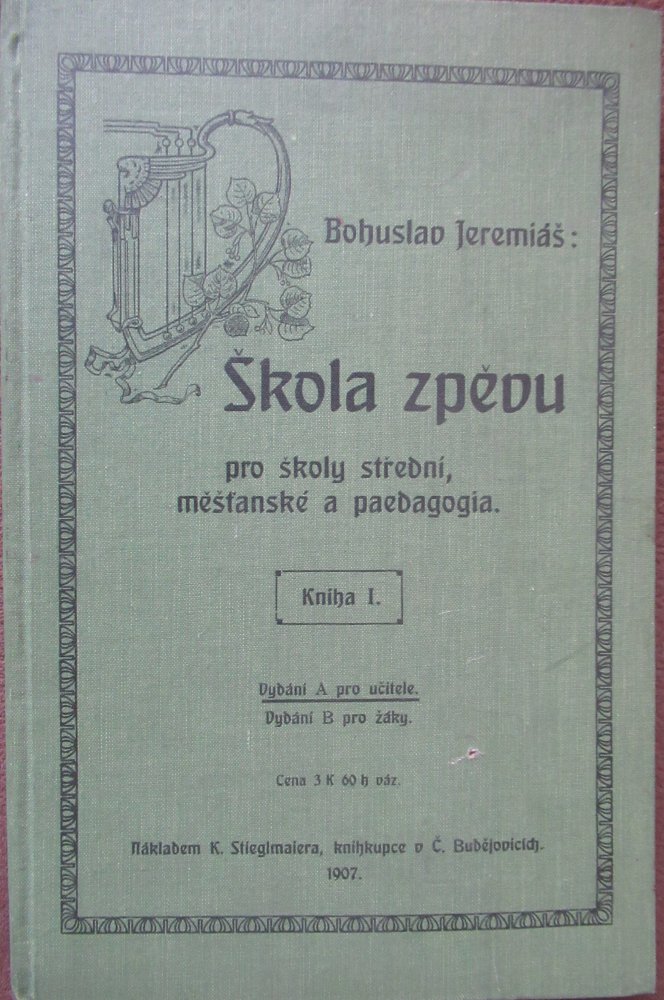 Bohuslav Jeremiáš:
Škola zpěvu
pro školy střední,
měšťanské a paedagogia.
Kniha I.
Vydání A pro učitele.
Vydání B pro žáky.
Cena 3 K 60 h váz.
Nákladem K. Stieglmaiera, knihkupce v Č. Budějovicích.
1907.